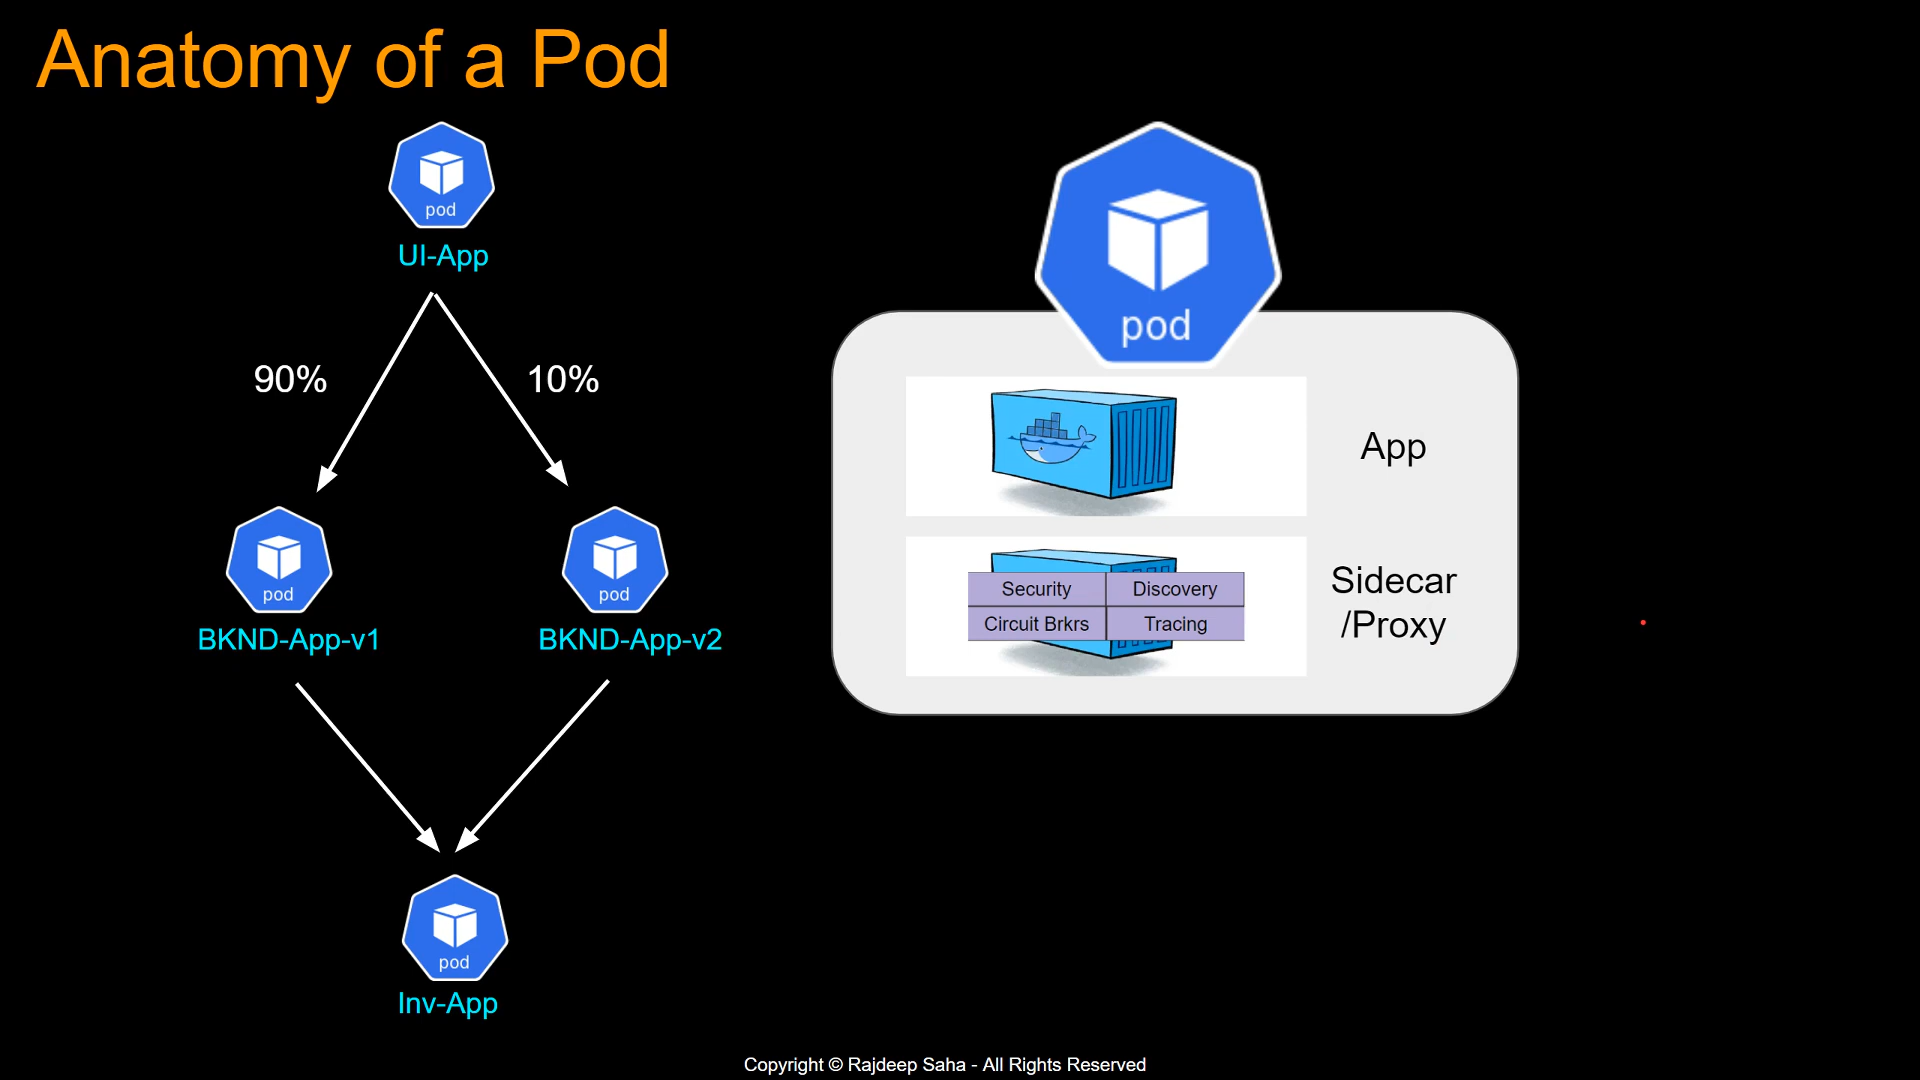 Anatomy of a Pod
pod
UI-App
90%
10%
pod
BKND-App-v1
pod
BKND-App-v2
pod
Inv-App
pod
App
Security
Discovery
Circuit Brkrs
Tracing
Sidecar
/Proxy
Copyright © Rajdeep Saha - All Rights Reserved